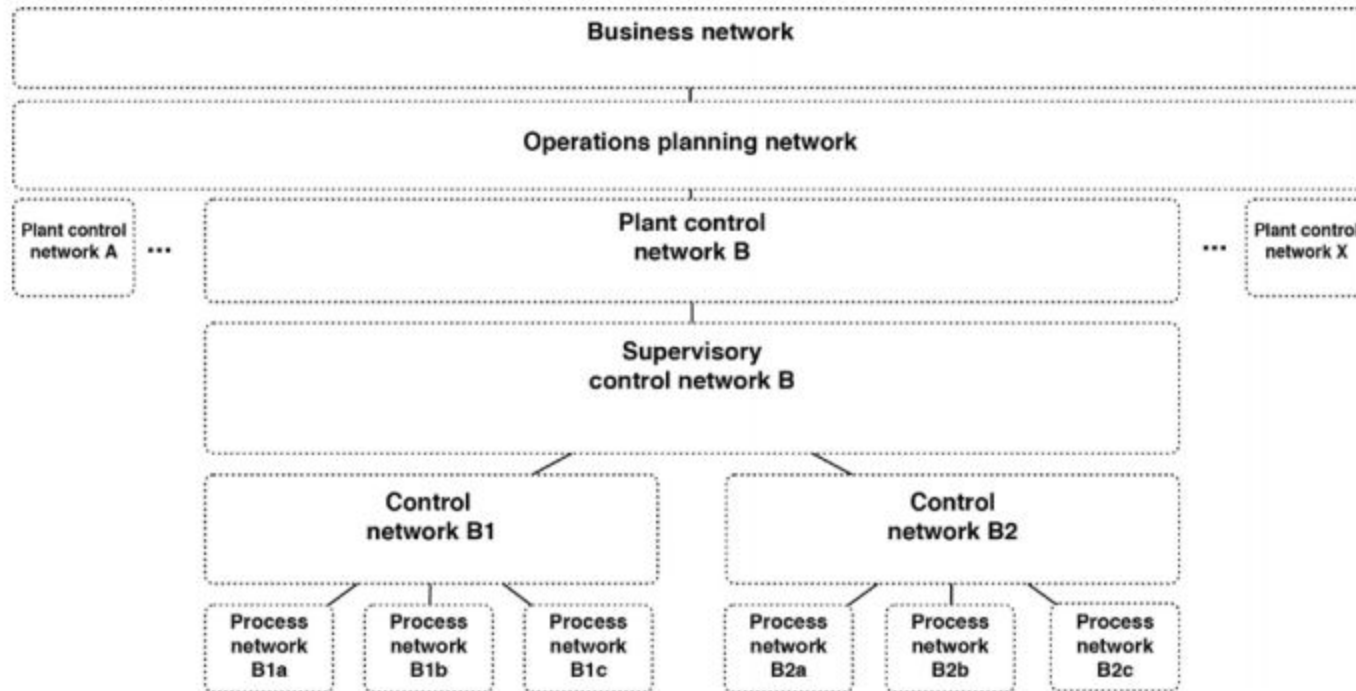 Business network
Operations planning network
Plant control
network A
...
Plant control
network B
...
Plant control
network X
Supervisory
control network B
Control
network B1
Control
network B2
Process
network
B1a
Process
network
B1b
Process
network
B1c
Process
network
B2a
Process
network
B2b
Process
network
B2c